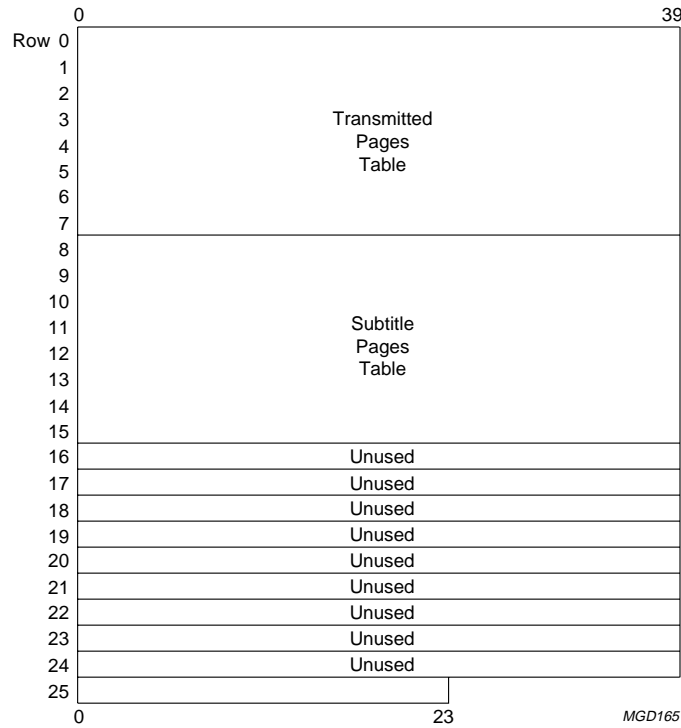 0 39
Row 0
1
2
3 Transmitted
4 Pages
5 Table
6
7
8
9
10
11 Subtitle
12 Pages
13 Table
14
15
16 Unused
17 Unused
18 Unused
19 Unused
20 Unused
21 Unused
22 Unused
23 Unused
24 Unused
25
0 23 MGD165